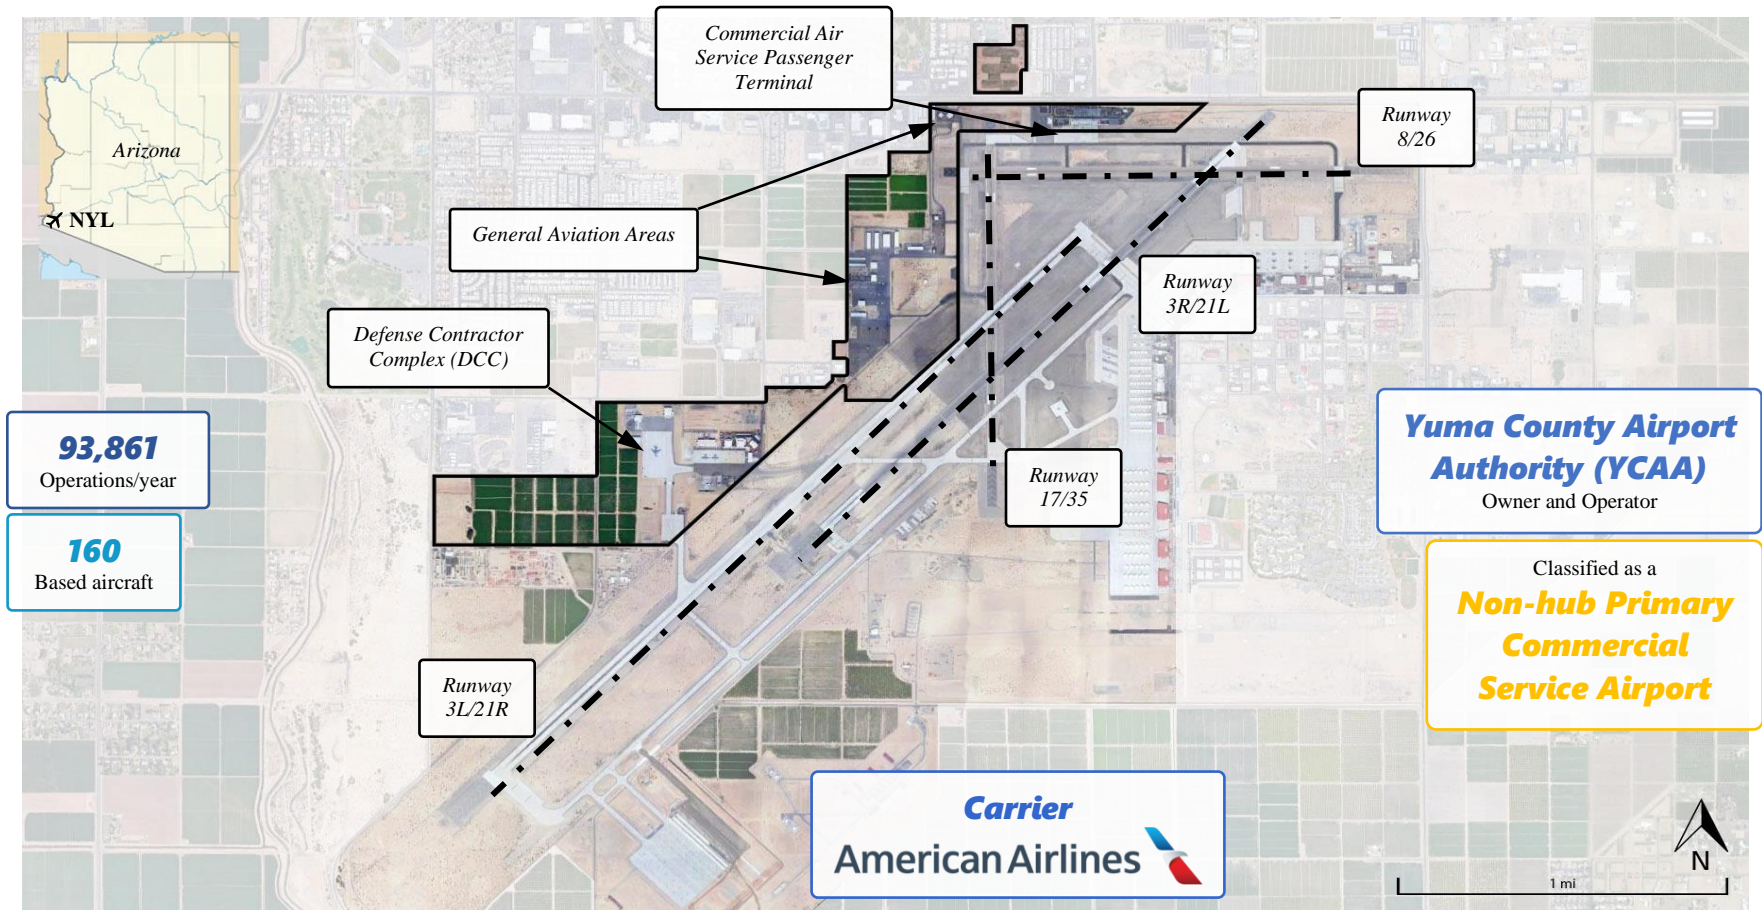 Commercial Air
Service Passenger
Terminal
Runway
8/26
Arizona
NYL
General Aviation Areas
Runway
3R/21L
Defense Contractor
Complex (DCC)
93,861
Operations/year
160
Based aircraft
Runway
17/35
Yuma County Airport
Authority (YCAA)
Owner and Operator
Classified as a
Non-hub Primary
Commercial
Service Airport
Runway
3L/21R
Carrier
American Airlines
N
1 mi